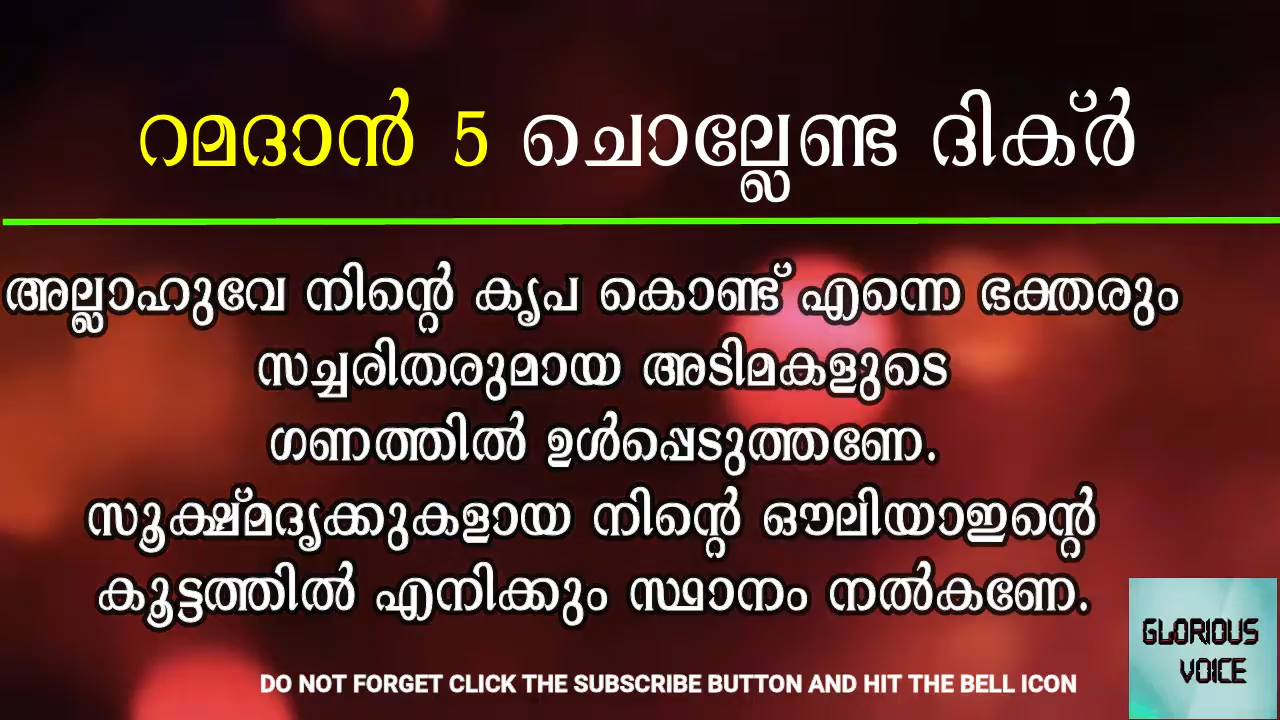 റമദാൻ 5 ചൊല്ലേണ്ട ദിക്ർ
അല്ലാഹുവേ നിന്റെ കൃപ കൊണ്ട് എന്നെ ഭക്തരും
സച്ചരിതരുമായ അടിമകളുടെ
ഗണത്തിൽ ഉൾപ്പെടുത്തണേ.
സൂക്ഷ്മദൃക്കുകളായ നിന്റെ ഔലിയാഇന്റെ
കൂട്ടത്തിൽ എനിക്കും സ്ഥാനം നൽകണേ.
GLORIOUS
VOICE
DO NOT FORGET CLICK THE SUBSCRIBE BUTTON AND HIT THE BELL ICON